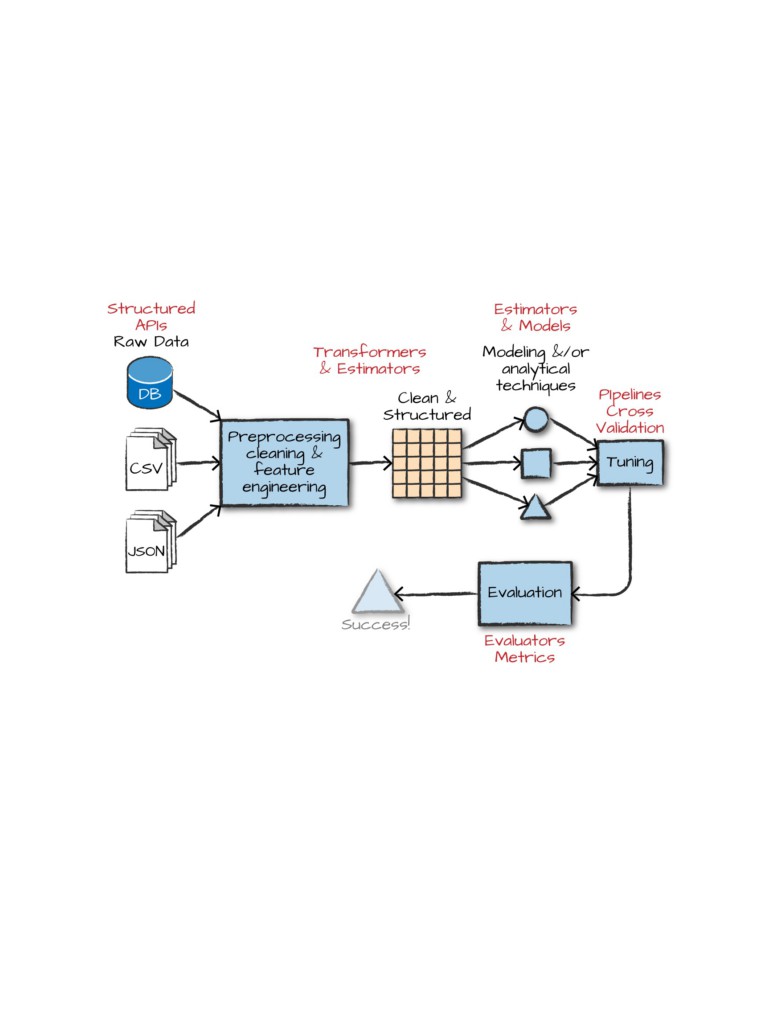 Structured
APIs
Raw Data
DB
CSV
JSON
Preprocessing
cleaning &
feature
engineering
Transformers
& Estimators
Clean &
Structured
Estimators
& Models
Modeling &/or
analytical
techniques
PIpelines
Cross
Validation
Tuning
Evaluation
Evaluators
Metrics
Success!